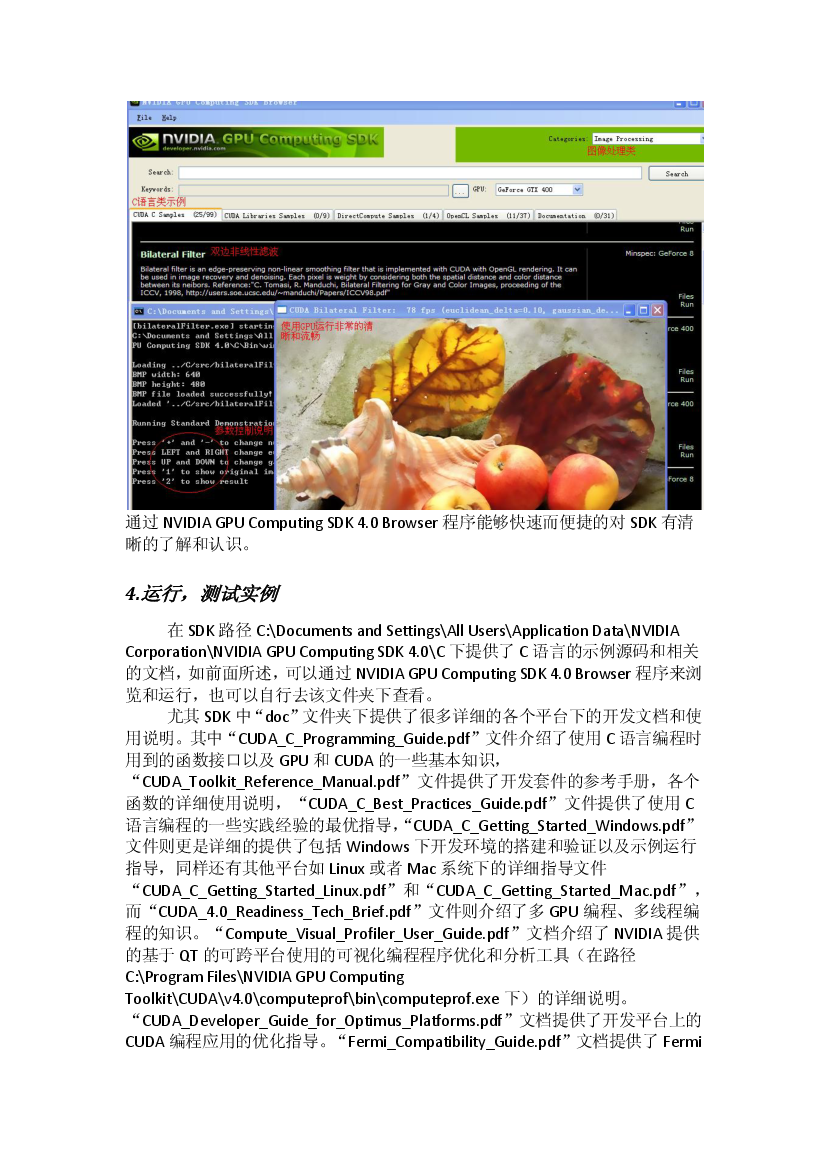 NVIDIA GPU Computing SDK Browser
File Help
NVIDIA GPU Computing SDK
developer.nvidia.com
Categories: Image Processing
图像处理类
Search:
Search
Keywords:
... GPU: GeForce GTX 400
C语言类示例
CUDA C Samples (25/99) CUDA Libraries Samples (0/9) DirectCompute Samples (1/4) OpenCL Samples (11/37) Documentation (0/31)
Run
Bilateral Filter 双边非线性滤波
Minspec: GeForce 8
Bilateral filter is an edge-preserving non-linear smoothing filter that is implemented with CUDA with OpenGL rendering. It can
be used in image recovery and denoising. Each pixel is weight by considering both the spatial distance and color distance
between its neibors. Reference:"C. Tomasi, R. Manduchi, Bilateral Filtering for Gray and Color Images, proceeding of the
ICCV, 1998, http://users.soe.ucsc.edu/~manduchi/Papers/ICCV98.pdf"
Files
Run
C:\Documents and Settings\
CUDA Bilateral Filter: 78 fps (euclidean_delta=0.10, gaussian_de...
使用GPU运行非常的清
晰和流畅
[bilateralFilter.exe] startin
C:\Documents and Settings\All
PU Computing SDK 4.0\C\Bin\wi
Loading ../C/src/bilateralFil
BMP width: 640
BMP height: 480
BMP file loaded successfully!
Loaded '../C/src/bilateralFil
Running Standard Demonstratio
参数控制说明
Press '+' and '-' to change n
Press LEFT and RIGHT change e
Press UP and DOWN to change g
Press '1' to show original im
Press '2' to show result
rce 400
Files
Run
rce 400
Files
Run
Force 8
通过 NVIDIA GPU Computing SDK 4.0 Browser 程序能够快速而便捷的对 SDK 有清
晰的了解和认识。
4.运行，测试实例
在 SDK 路径 C:\Documents and Settings\All Users\Application Data\NVIDIA
Corporation\NVIDIA GPU Computing SDK 4.0\C 下提供了 C 语言的示例源码和相关
的文档，如前面所述，可以通过 NVIDIA GPU Computing SDK 4.0 Browser 程序来浏
览和运行，也可以自行去该文件夹下查看。
尤其 SDK 中“doc”文件夹下提供了很多详细的各个平台下的开发文档和使
用说明。其中“CUDA_C_Programming_Guide.pdf”文件介绍了使用 C 语言编程时
用到的函数接口以及 GPU 和 CUDA 的一些基本知识，
“CUDA_Toolkit_Reference_Manual.pdf”文件提供了开发套件的参考手册，各个
函数的详细使用说明，“CUDA_C_Best_Practices_Guide.pdf”文件提供了使用 C
语言编程的一些实践经验的最优指导，“CUDA_C_Getting_Started_Windows.pdf”
文件则更是详细的提供了包括 Windows 下开发环境的搭建和验证以及示例运行
指导，同样还有其他平台如 Linux 或者 Mac 系统下的详细指导文件
“CUDA_C_Getting_Started_Linux.pdf”和“CUDA_C_Getting_Started_Mac.pdf”，
而“CUDA_4.0_Readiness_Tech_Brief.pdf”文件则介绍了多 GPU 编程、多线程编
程的知识。“Compute_Visual_Profiler_User_Guide.pdf”文档介绍了 NVIDIA 提供
的基于 QT 的可跨平台使用的可视化编程程序优化和分析工具（在路径
C:\Program Files\NVIDIA GPU Computing
Toolkit\CUDA\v4.0\computeprof\bin\computeprof.exe 下）的详细说明。
“CUDA_Developer_Guide_for_Optimus_Platforms.pdf”文档提供了开发平台上的
CUDA 编程应用的优化指导。“Fermi_Compatibility_Guide.pdf”文档提供了 Fermi